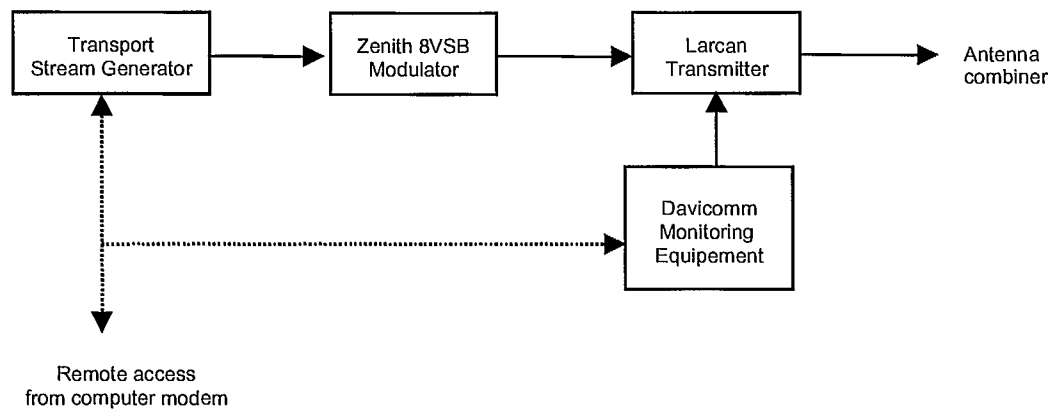 Transport
Stream Generator
Zenith 8VSB
Modulator
Larcan
Transmitter
Antenna
combiner
Davicomm
Monitoring
Equipement
Remote access
from computer modem